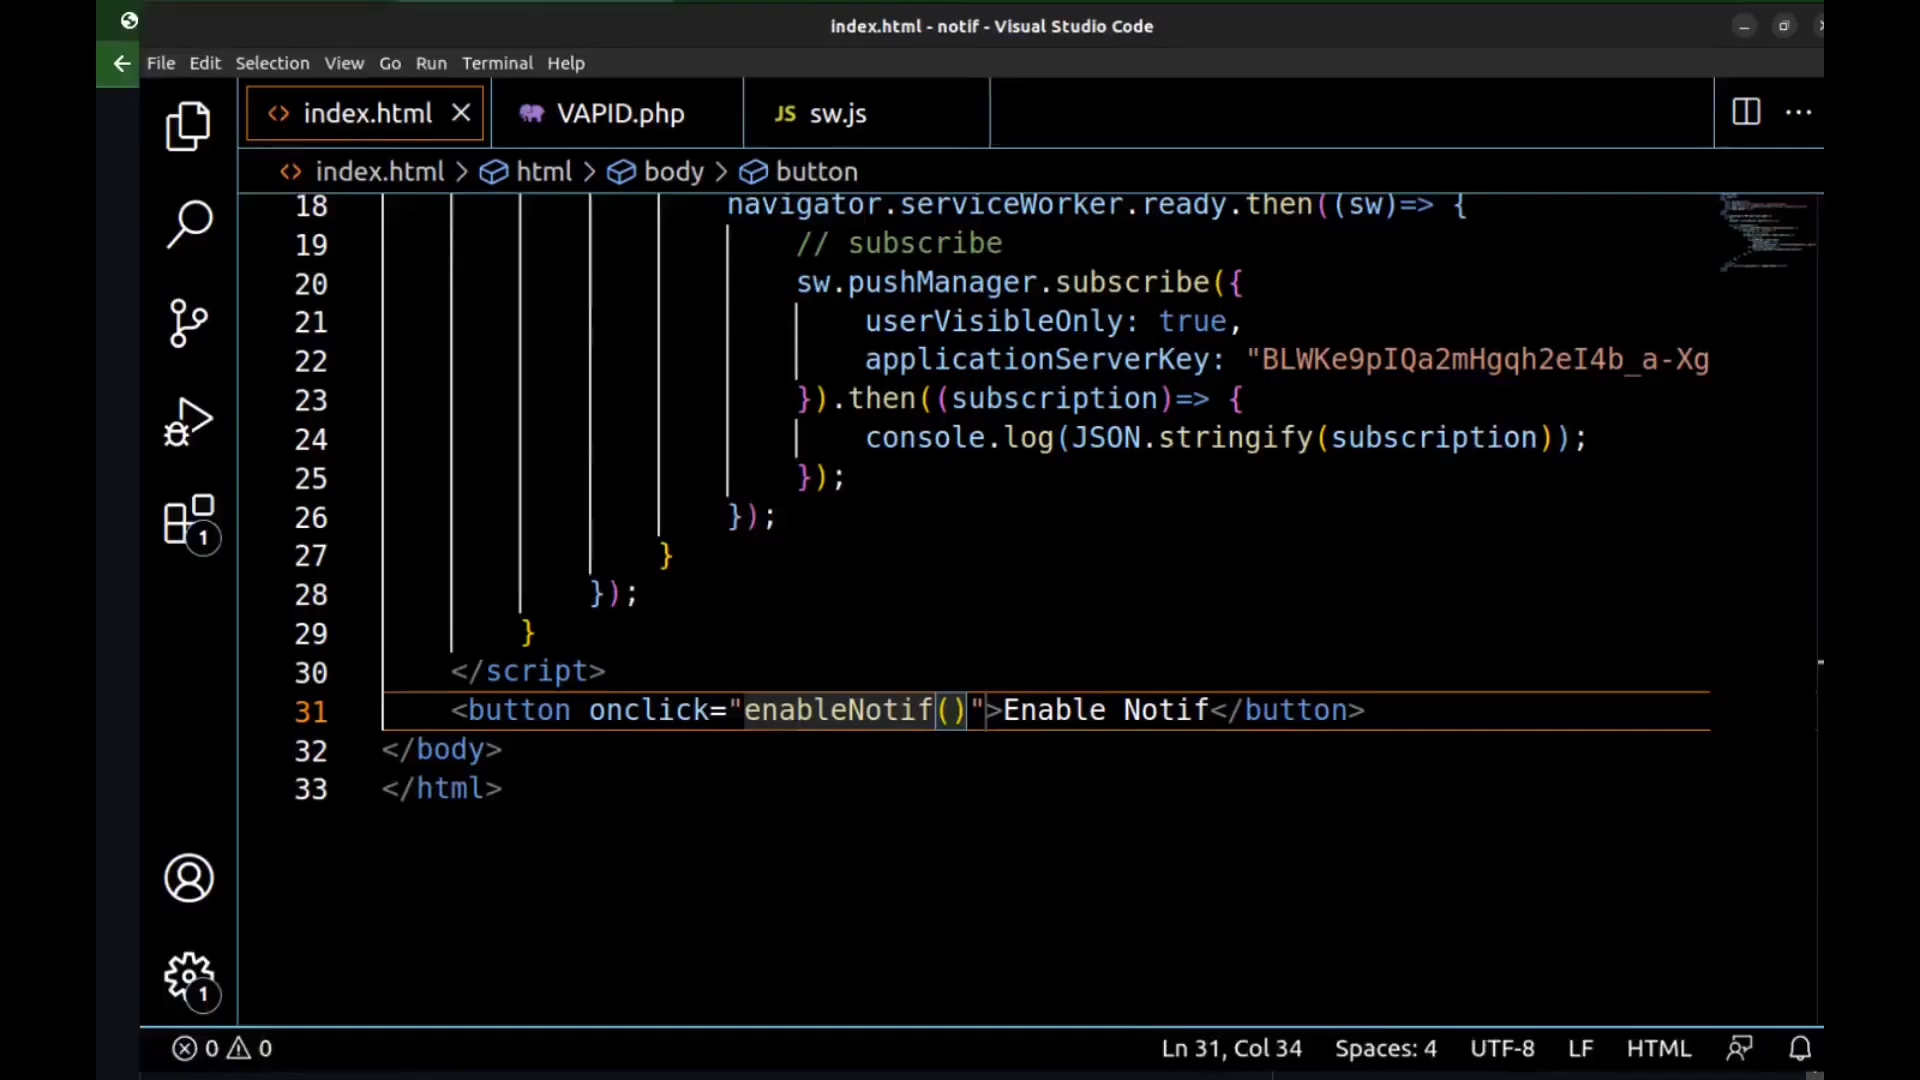 index.html - notif - Visual Studio Code
File Edit Selection View Go Run Terminal Help
index.html VAPID.php JS sw.js
index.html > html > body > button
18 navigator.serviceWorker.ready.then((sw)=> {
19 // subscribe
20 sw.pushManager.subscribe({
21 userVisibleOnly: true,
22 applicationServerKey: "BLWKe9pIQa2mHgqh2eI4b_a-Xg
23 }).then((subscription)=> {
24 console.log(JSON.stringify(subscription));
25 });
26 });
27 }
28 });
29 }
30 </script>
31 <button onclick="enableNotif()">Enable Notif</button>
32 </body>
33 </html>
1
1
0 0 Ln 31, Col 34 Spaces: 4 UTF-8 LF HTML